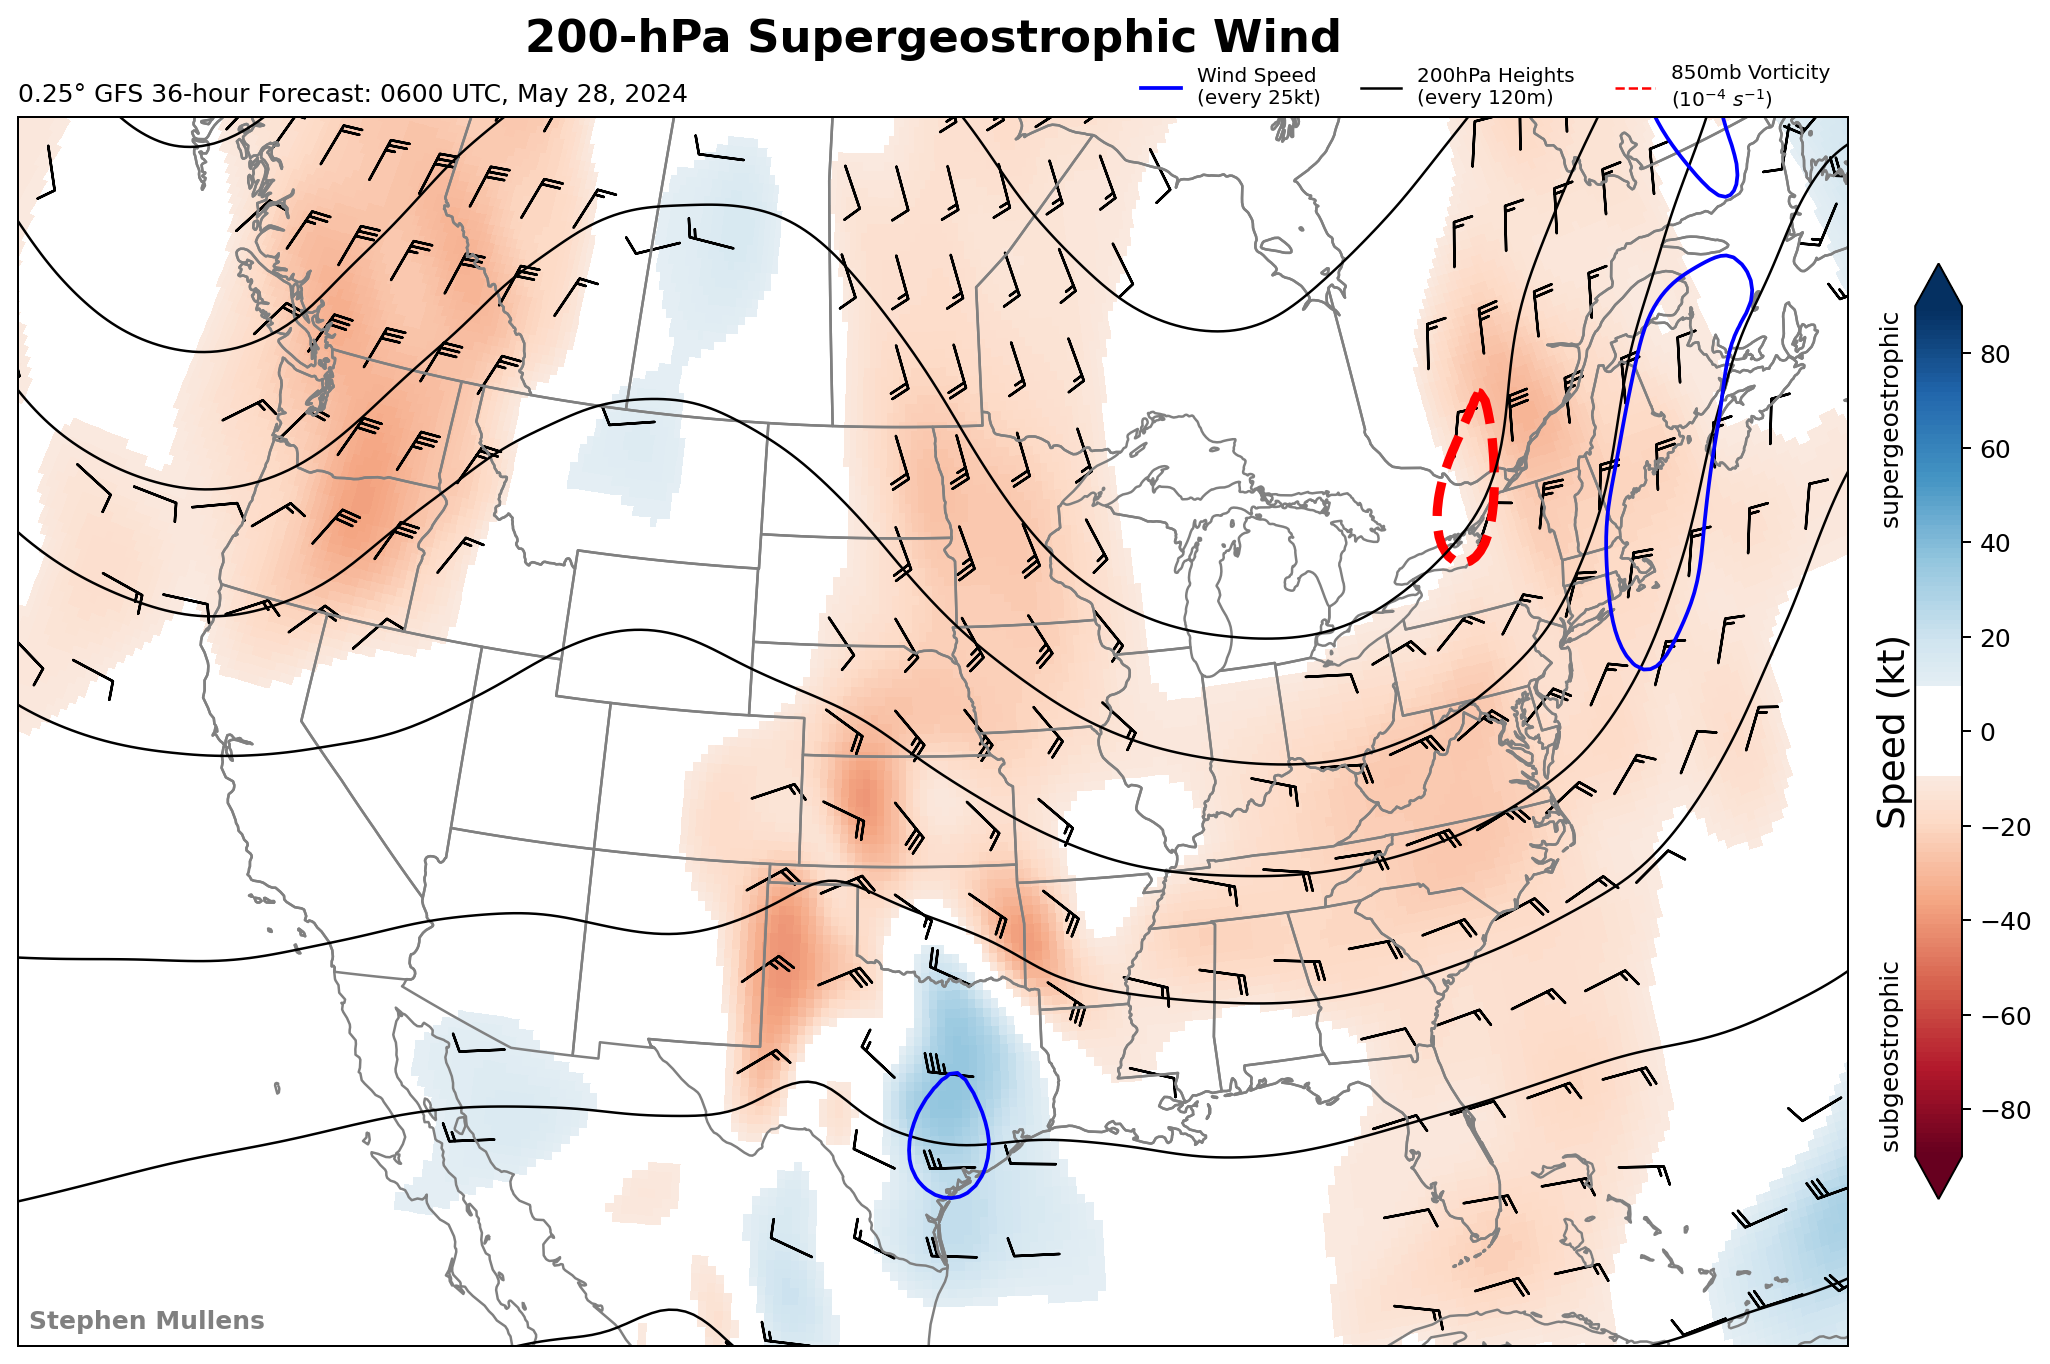 200-hPa Supergeostrophic Wind
0.25° GFS 36-hour Forecast: 0600 UTC, May 28, 2024
Wind Speed
(every 25kt)
200hPa Heights
(every 120m)
850mb Vorticity
(10⁻⁴ s⁻¹)
supergeostrophic
Speed (kt)
subgeostrophic
80
60
40
20
0
−20
−40
−60
−80
Stephen Mullens